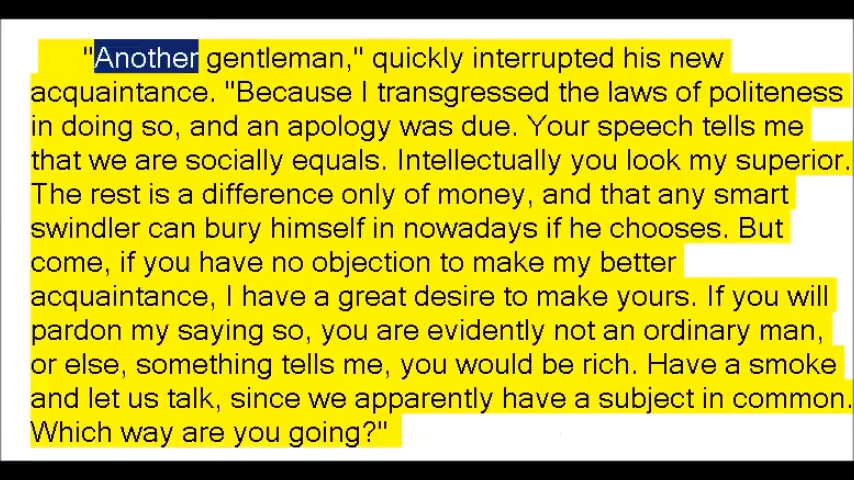 "Another gentleman," quickly interrupted his new
acquaintance. "Because I transgressed the laws of politeness
in doing so, and an apology was due. Your speech tells me
that we are socially equals. Intellectually you look my superior.
The rest is a difference only of money, and that any smart
swindler can bury himself in nowadays if he chooses. But
come, if you have no objection to make my better
acquaintance, I have a great desire to make yours. If you will
pardon my saying so, you are evidently not an ordinary man,
or else, something tells me, you would be rich. Have a smoke
and let us talk, since we apparently have a subject in common.
Which way are you going?"